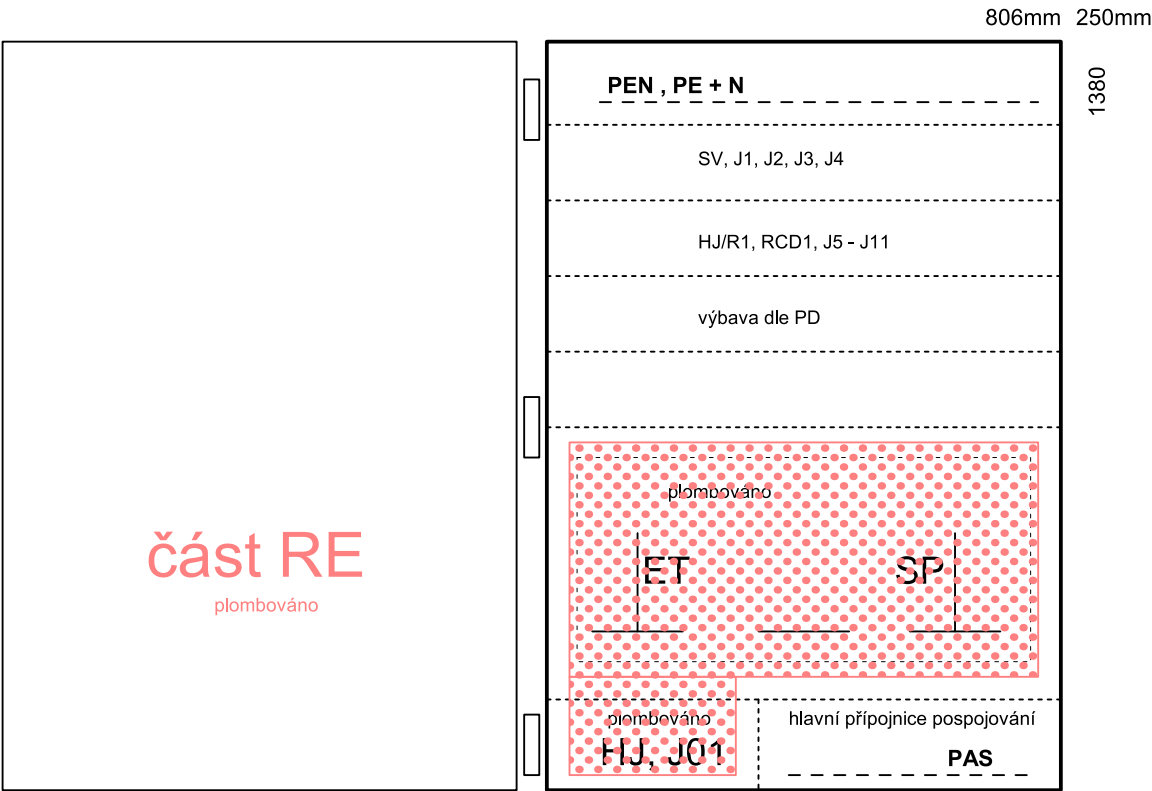 806mm 250mm
1380
PEN , PE + N
SV, J1, J2, J3, J4
HJ/R1, RCD1, J5 - J11
výbava dle PD
plombováno
ET SP
část RE
plombováno
plombováno
HJ, J01
hlavní přípojnice pospojování
PAS